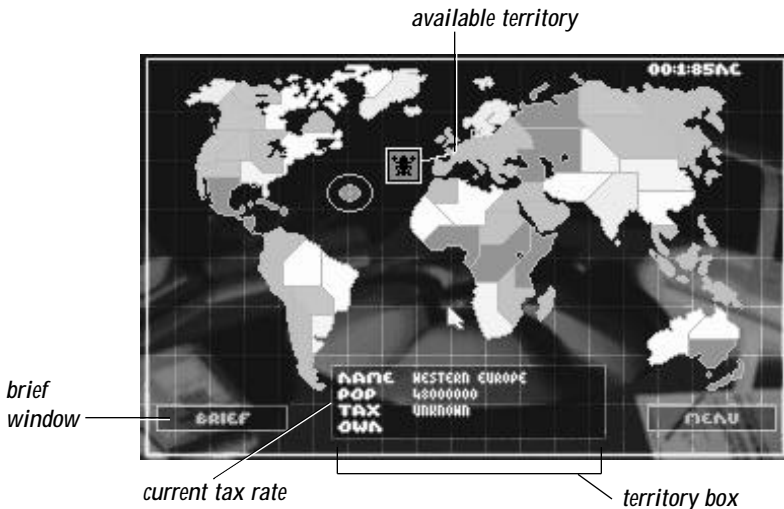 available territory
00:1:85NC
NAME WESTERN EUROPE
POP 48000000
TAX UNKNOWN
OWN
brief
window
BRIEF
MENU
current tax rate
territory box